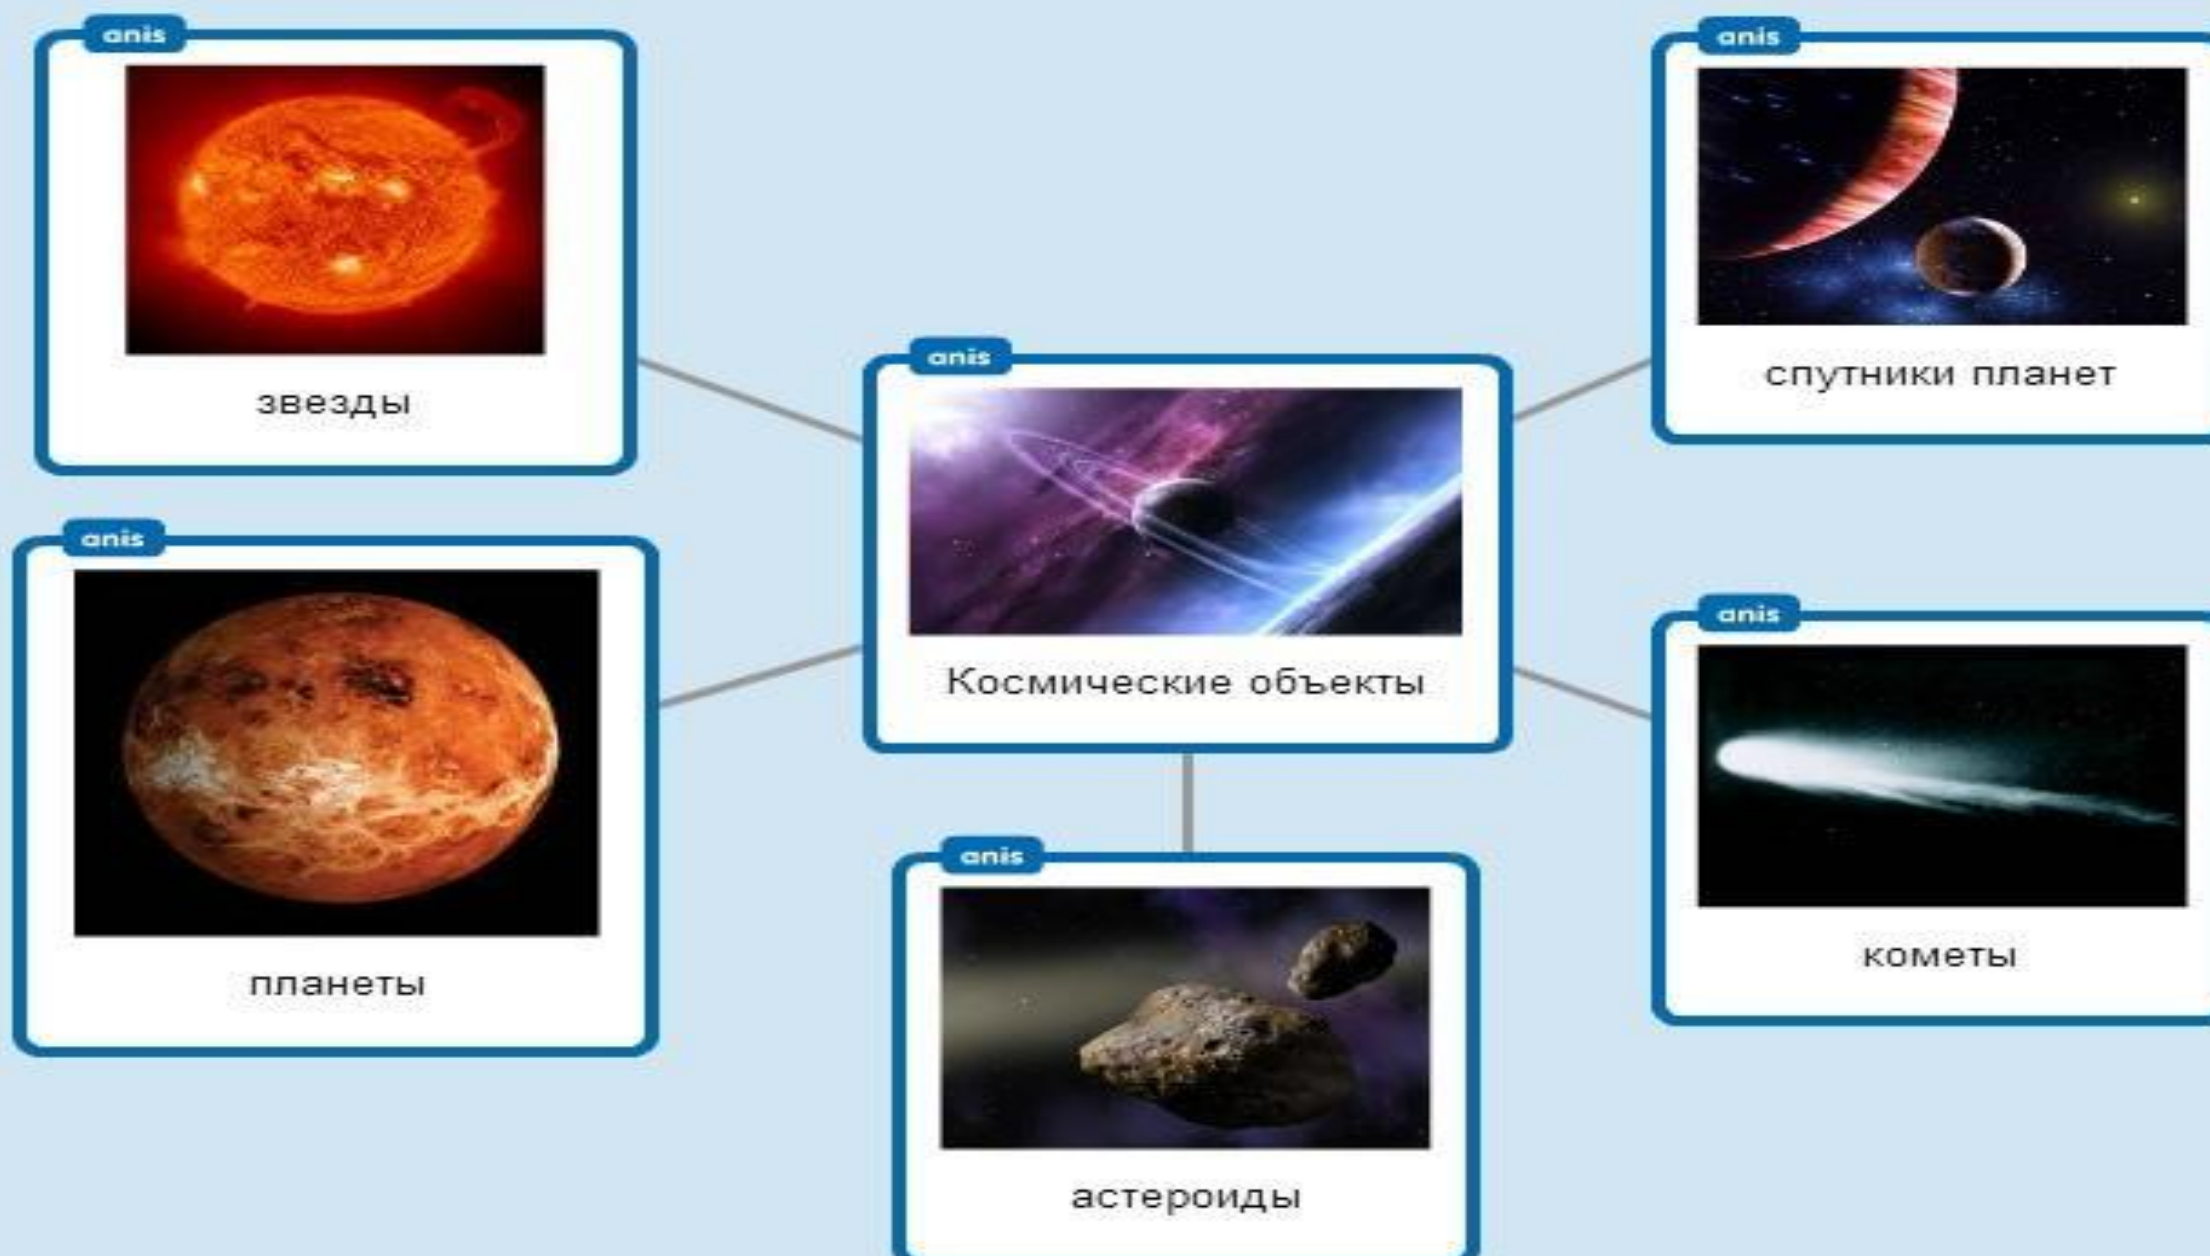 anis
звезды
anis
спутники планет
anis
Космические объекты
anis
планеты
anis
кометы
anis
астероиды